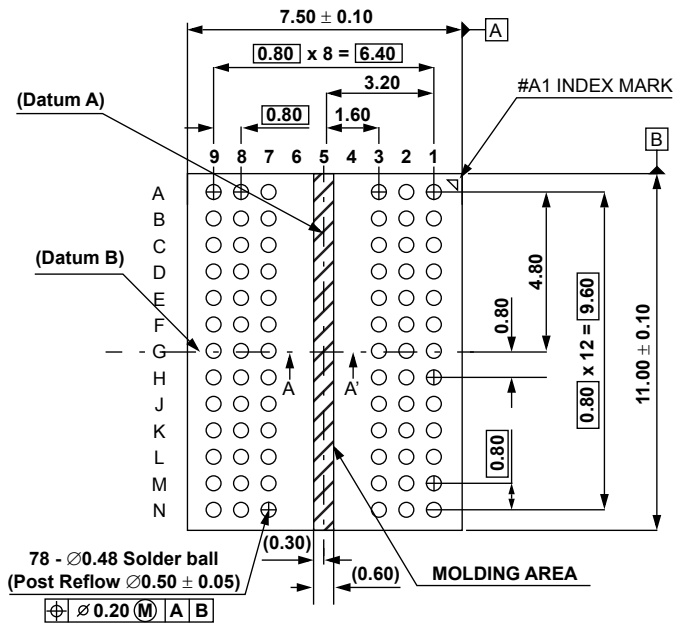 7.50 ± 0.10
A
0.80 x 8 = 6.40
3.20
#A1 INDEX MARK
(Datum A)
0.80
1.60
B
9 8 7 6 5 4 3 2 1
A
B
C
(Datum B)
D
E
F
G
H
J
K
L
M
N
A A'
4.80
0.80
0.80 x 12 = 9.60
11.00 ± 0.10
0.80
(0.30)
78 - ∅0.48 Solder ball
(Post Reflow ∅0.50 ± 0.05)
(0.60)
MOLDING AREA
⌖ ∅ 0.20 Ⓜ A B